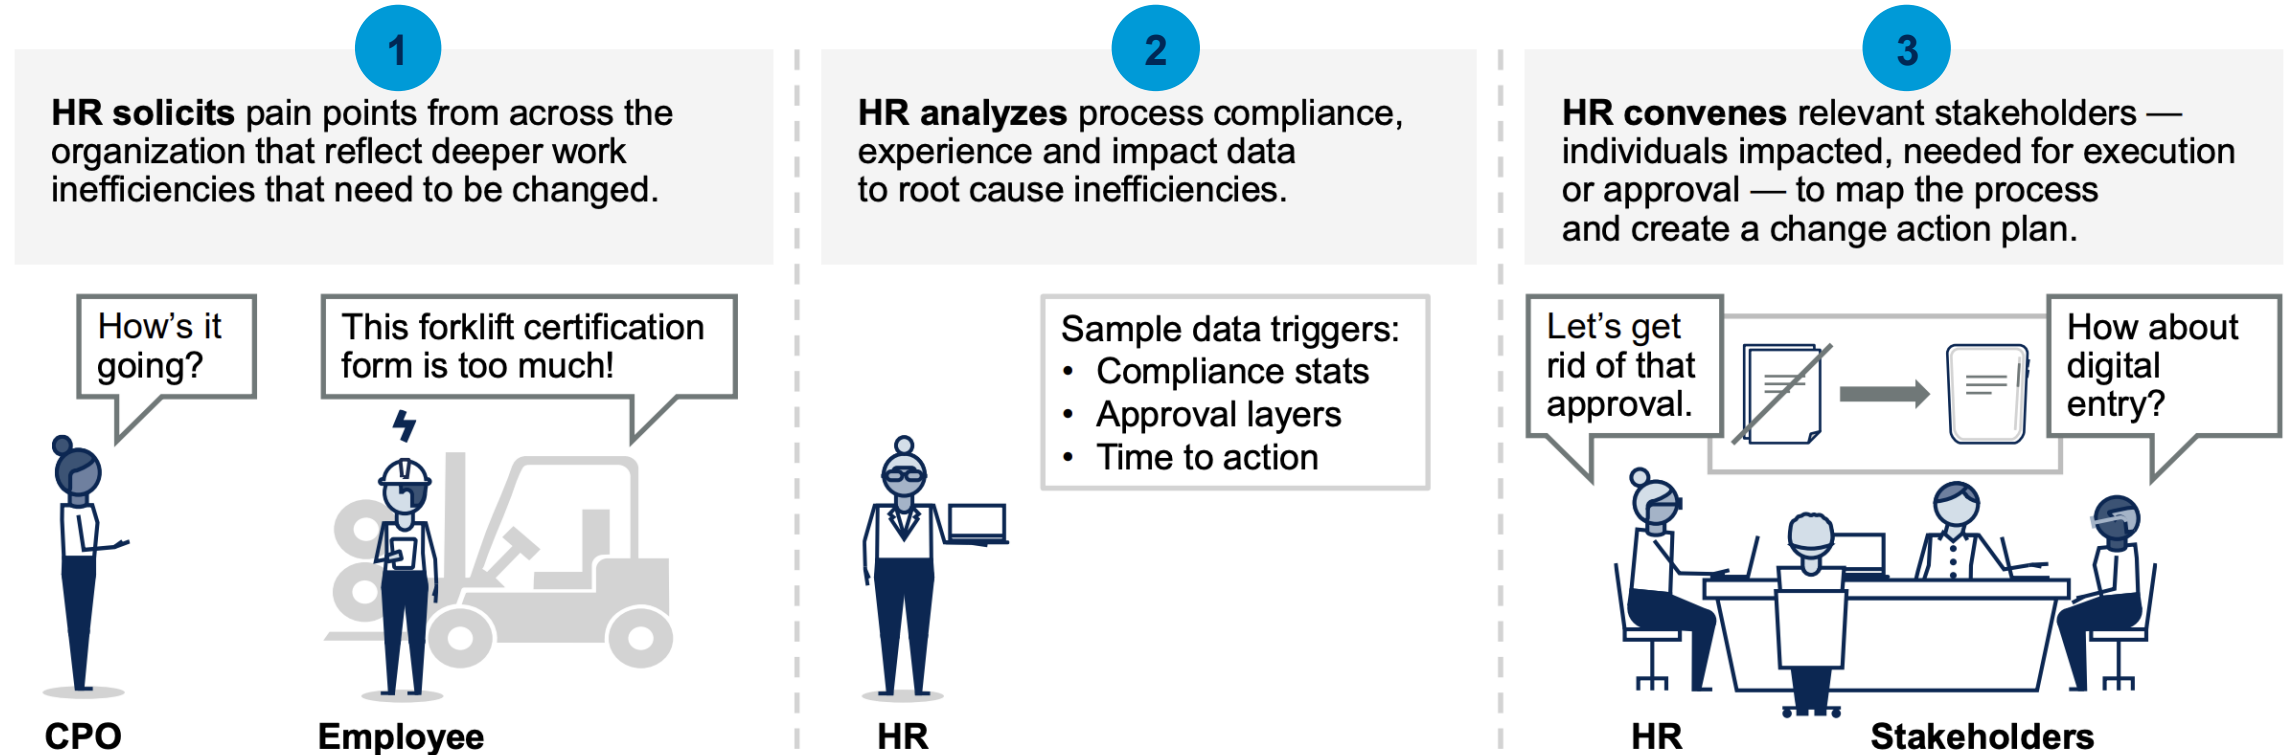 1
HR solicits pain points from across the
organization that reflect deeper work
inefficiencies that need to be changed.
How’s it
going?
This forklift certification
form is too much!
CPO
Employee
2
HR analyzes process compliance,
experience and impact data
to root cause inefficiencies.
Sample data triggers:
• Compliance stats
• Approval layers
• Time to action
HR
3
HR convenes relevant stakeholders —
individuals impacted, needed for execution
or approval — to map the process
and create a change action plan.
Let’s get
rid of that
approval.
How about
digital
entry?
HR
Stakeholders